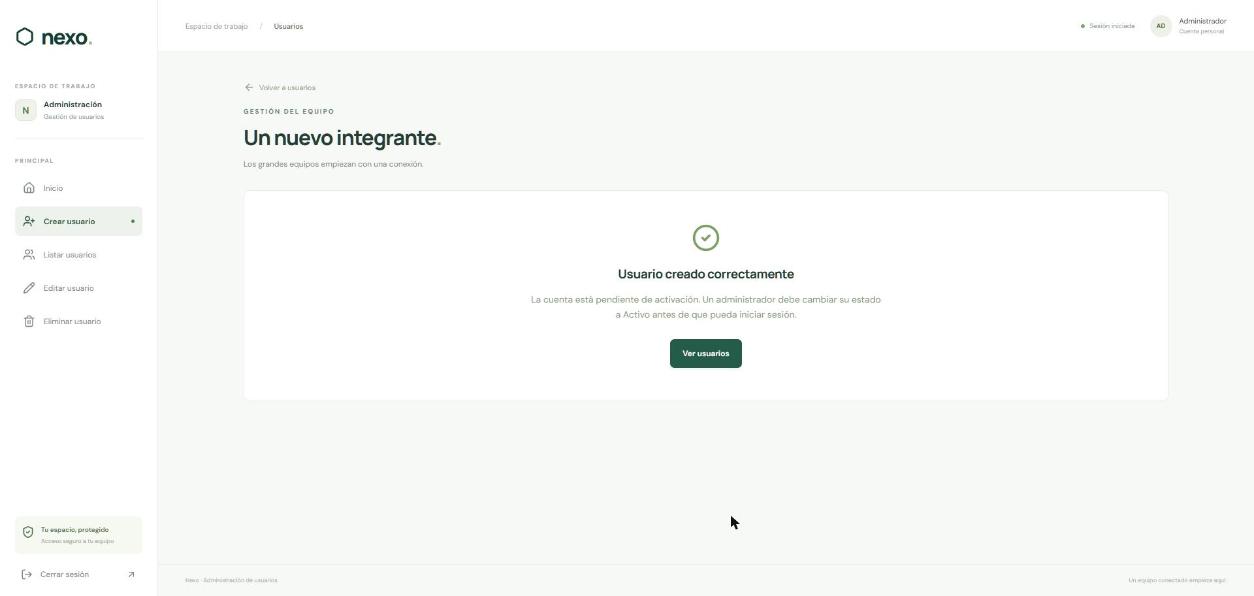 nexo.
ESPACIO DE TRABAJO
N
Administración
Gestión de usuarios
PRINCIPAL
Inicio
Crear usuario
Listar usuarios
Editar usuario
Eliminar usuario
Tu espacio, protegido
Acceso seguro a tu equipo
Cerrar sesión
Espacio de trabajo / Usuarios
Sesión iniciada
AD
Administrador
Cuenta personal
Volver a usuarios
GESTIÓN DEL EQUIPO
Un nuevo integrante.
Los grandes equipos empiezan con una conexión.
Usuario creado correctamente
La cuenta está pendiente de activación. Un administrador debe cambiar su estado
a Activo antes de que pueda iniciar sesión.
Ver usuarios
Nexo · Administración de usuarios
Un equipo conectado empieza aquí.